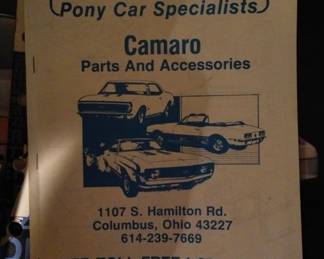 Pony Car Specialists
Camaro
Parts And Accessories
1107 S. Hamilton Rd.
Columbus, Ohio 43227
614-239-7669